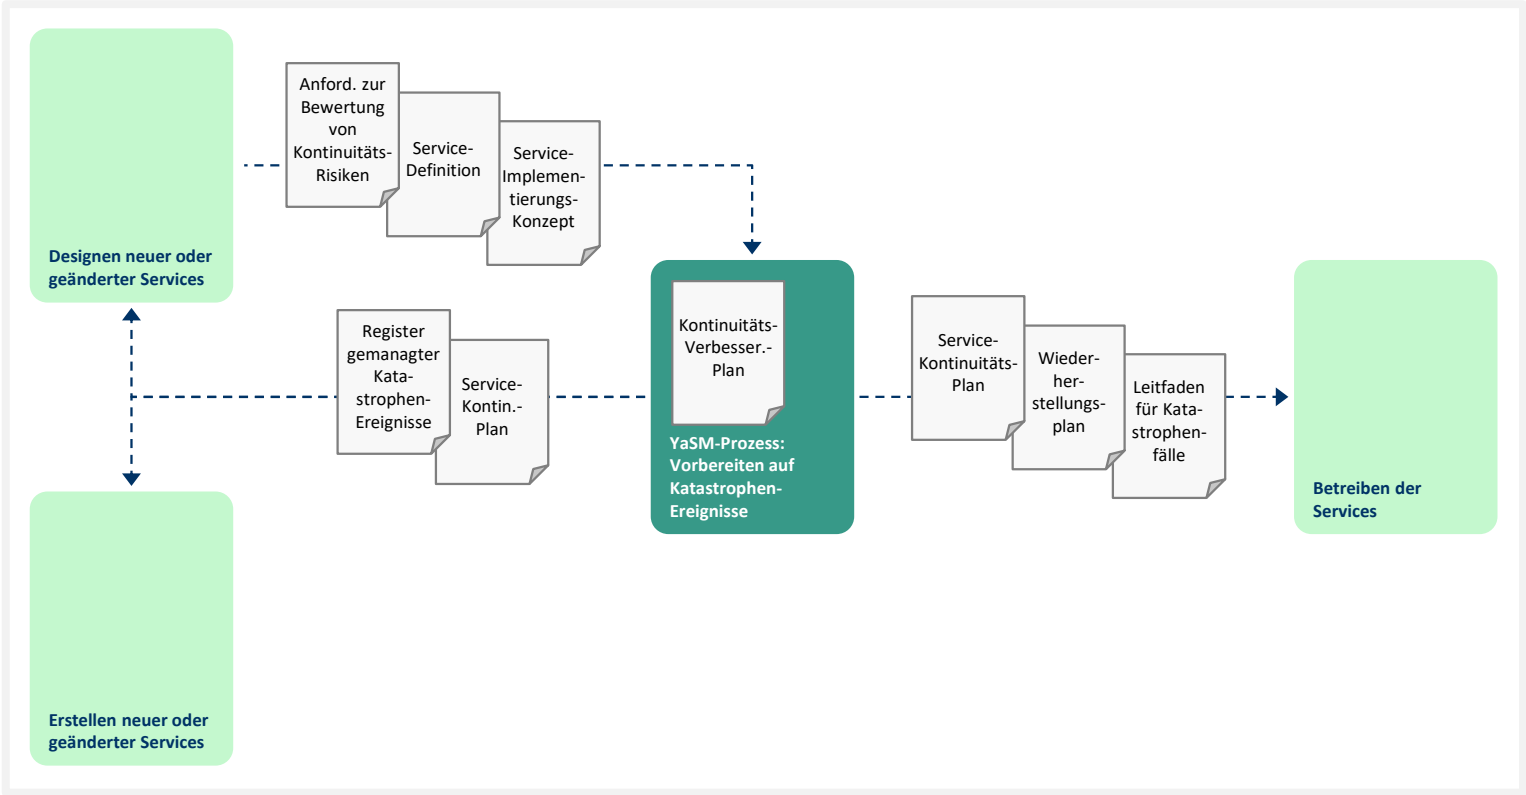 Anford. zur
Bewertung
von
Kontinuitäts-
Risiken
Service-
Definition
Service-
Implemen-
tierungs-
Konzept
Designen neuer oder
geänderter Services
Register
gemanagter
Kata-
strophen-
Ereignisse
Service-
Kontin.-
Plan
Kontinuitäts-
Verbesser.-
Plan
YaSM-Prozess:
Vorbereiten auf
Katastrophen-
Ereignisse
Service-
Kontinuitäts-
Plan
Wieder-
her-
stellungs-
plan
Leitfaden
für Kata-
strophen-
fälle
Betreiben der
Services
Erstellen neuer oder
geänderter Services